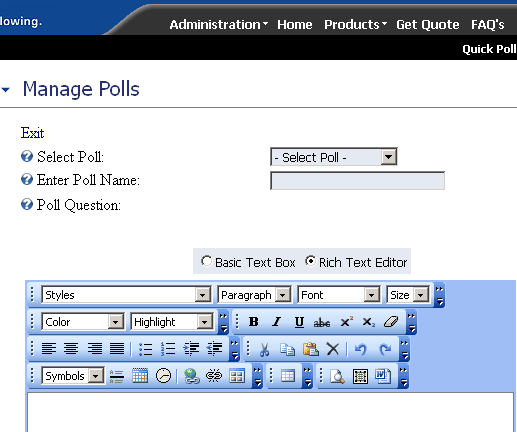 lowing.
Administration Home Products Get Quote FAQ's
Quick Poll
Manage Polls
Exit
? Select Poll: - Select Poll -
? Enter Poll Name:
? Poll Question:
Basic Text Box Rich Text Editor
Styles Paragraph Font Size
Color Highlight B I U abc x² x₂
Symbols